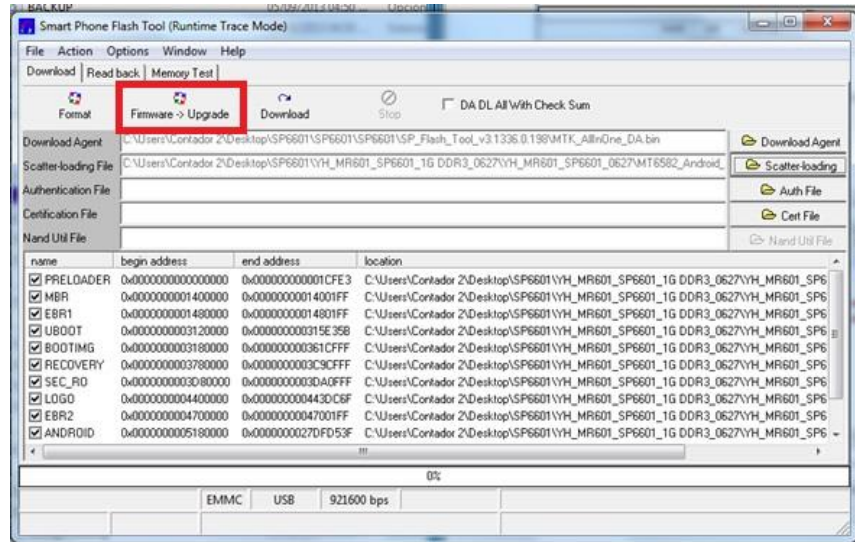 BACKUP 05/09/2013 04:50 ... Opcion
Smart Phone Flash Tool (Runtime Trace Mode)
File Action Options Window Help
Download Read back Memory Test
Format Firmware -> Upgrade Download Stop DA DL All With Check Sum
Download Agent C:\Users\Contador 2\Desktop\SP6601\SP6601\SP6601\SP_Flash_Tool_v3.1336.0.198\MTK_AllInOne_DA.bin Download Agent
Scatter-loading File C:\Users\Contador 2\Desktop\SP6601\YH_MR601_SP6601_1G DDR3_0627\YH_MR601_SP6601_0627\MT6582_Android_ Scatter-loading
Authentication File Auth File
Certification File Cert File
Nand Util File Nand Util File
name begin address end address location
PRELOADER 0x0000000000000000 0x000000000001CFE3 C:\Users\Contador 2\Desktop\SP6601\YH_MR601_SP6601_1G DDR3_0627\YH_MR601_SP6
MBR 0x0000000001400000 0x00000000014001FF C:\Users\Contador 2\Desktop\SP6601\YH_MR601_SP6601_1G DDR3_0627\YH_MR601_SP6
EBR1 0x0000000001480000 0x00000000014801FF C:\Users\Contador 2\Desktop\SP6601\YH_MR601_SP6601_1G DDR3_0627\YH_MR601_SP6
UBOOT 0x0000000003120000 0x000000000315E35B C:\Users\Contador 2\Desktop\SP6601\YH_MR601_SP6601_1G DDR3_0627\YH_MR601_SP6
BOOTIMG 0x0000000003180000 0x000000000361CFFF C:\Users\Contador 2\Desktop\SP6601\YH_MR601_SP6601_1G DDR3_0627\YH_MR601_SP6
RECOVERY 0x0000000003780000 0x0000000003C9CFFF C:\Users\Contador 2\Desktop\SP6601\YH_MR601_SP6601_1G DDR3_0627\YH_MR601_SP6
SEC_RO 0x0000000003D80000 0x0000000003DA0FFF C:\Users\Contador 2\Desktop\SP6601\YH_MR601_SP6601_1G DDR3_0627\YH_MR601_SP6
LOGO 0x0000000004400000 0x000000000443DC6F C:\Users\Contador 2\Desktop\SP6601\YH_MR601_SP6601_1G DDR3_0627\YH_MR601_SP6
EBR2 0x0000000004700000 0x00000000047001FF C:\Users\Contador 2\Desktop\SP6601\YH_MR601_SP6601_1G DDR3_0627\YH_MR601_SP6
ANDROID 0x0000000005180000 0x0000000027DFD53F C:\Users\Contador 2\Desktop\SP6601\YH_MR601_SP6601_1G DDR3_0627\YH_MR601_SP6
0%
EMMC USB 921600 bps